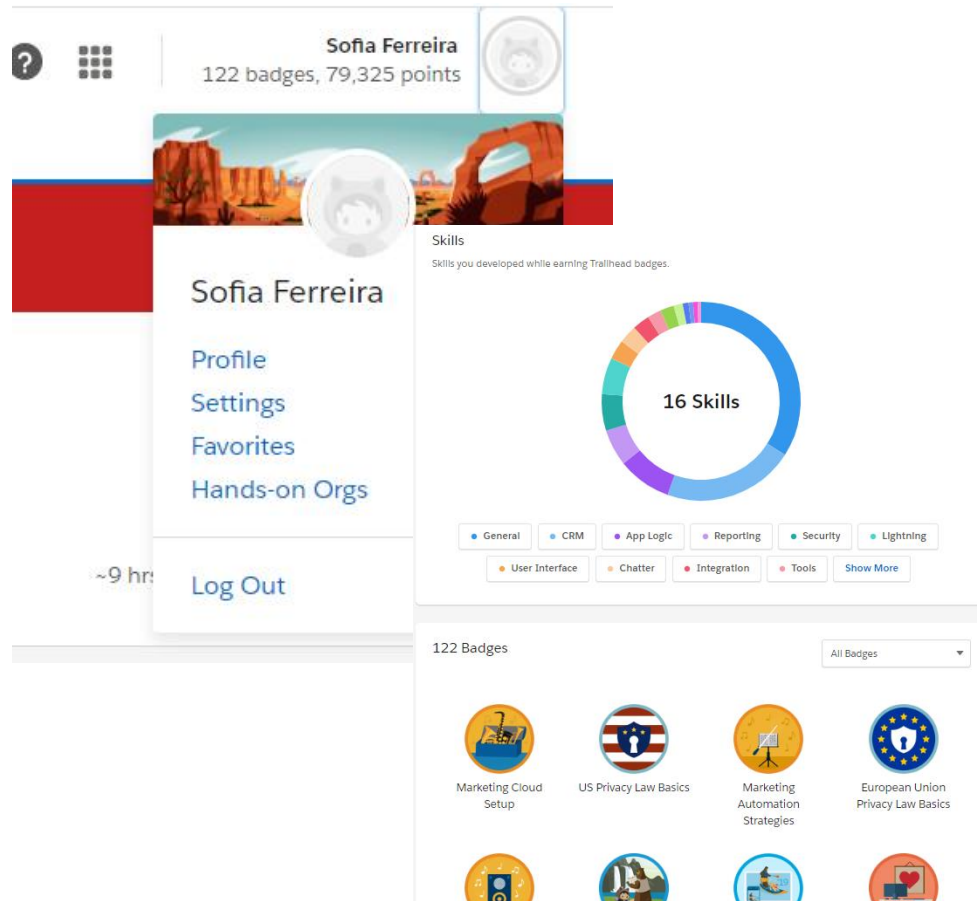 ?
Sofia Ferreira
122 badges, 79,325 points
Sofia Ferreira
Profile
Settings
Favorites
Hands-on Orgs
~9 hrs
Log Out
Skills
Skills you developed while earning Trailhead badges.
16 Skills
General
CRM
App Logic
Reporting
Security
Lightning
User Interface
Chatter
Integration
Tools
Show More
122 Badges
All Badges
Marketing Cloud
Setup
US Privacy Law Basics
Marketing
Automation
Strategies
European Union
Privacy Law Basics